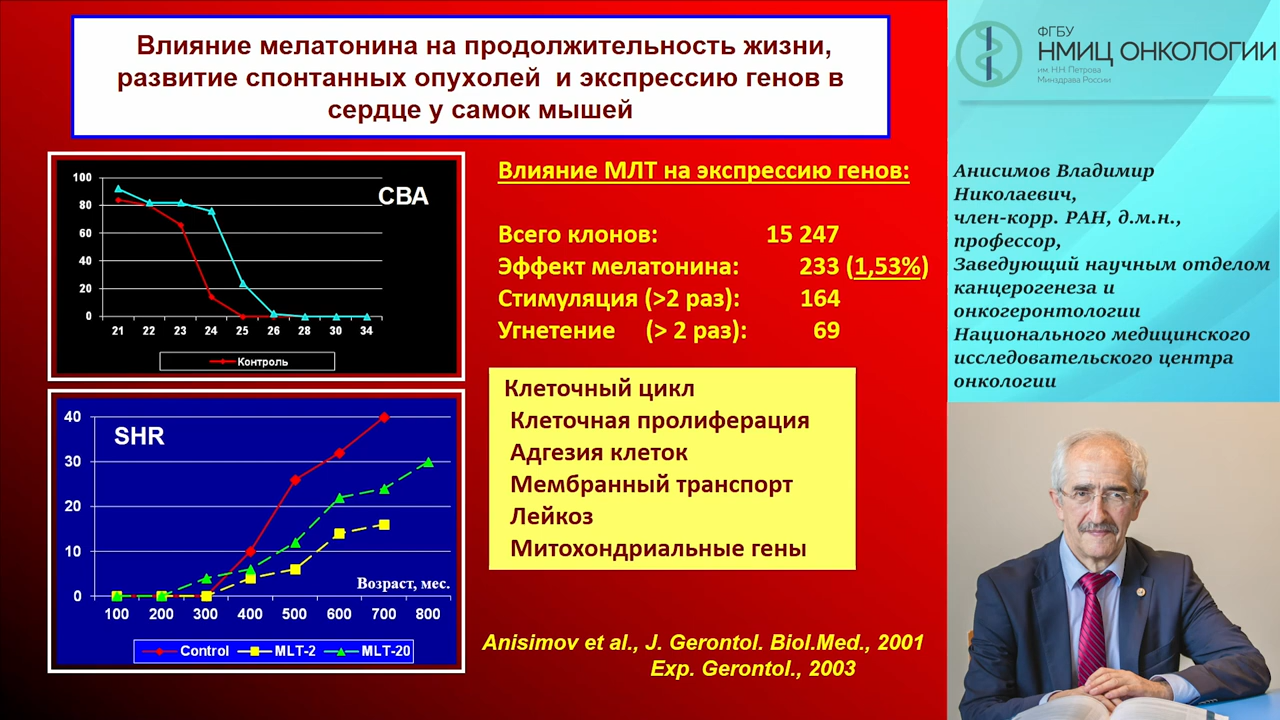 Влияние мелатонина на продолжительность жизни,
развитие спонтанных опухолей и экспрессию генов в
сердце у самок мышей
CBA
100
80
60
40
20
0
21 22 23 24 25 26 28 30 34
Контроль
SHR
40
30
20
10
0
Возраст, мес.
100 200 300 400 500 600 700 800
Control MLT-2 MLT-20
Влияние МЛТ на экспрессию генов:
Всего клонов: 15 247
Эффект мелатонина: 233 (1,53%)
Стимуляция (>2 раз): 164
Угнетение (> 2 раз): 69
Клеточный цикл
Клеточная пролиферация
Адгезия клеток
Мембранный транспорт
Лейкоз
Митохондриальные гены
Anisimov et al., J. Gerontol. Biol.Med., 2001
Exp. Gerontol., 2003
ФГБУ
НМИЦ ОНКОЛОГИИ
им. Н.Н. Петрова
Минздрава России
Анисимов Владимир
Николаевич,
член-корр. РАН, д.м.н.,
профессор,
Заведующий научным отделом
канцерогенеза и
онкогеронтологии
Национального медицинского
исследовательского центра
онкологии